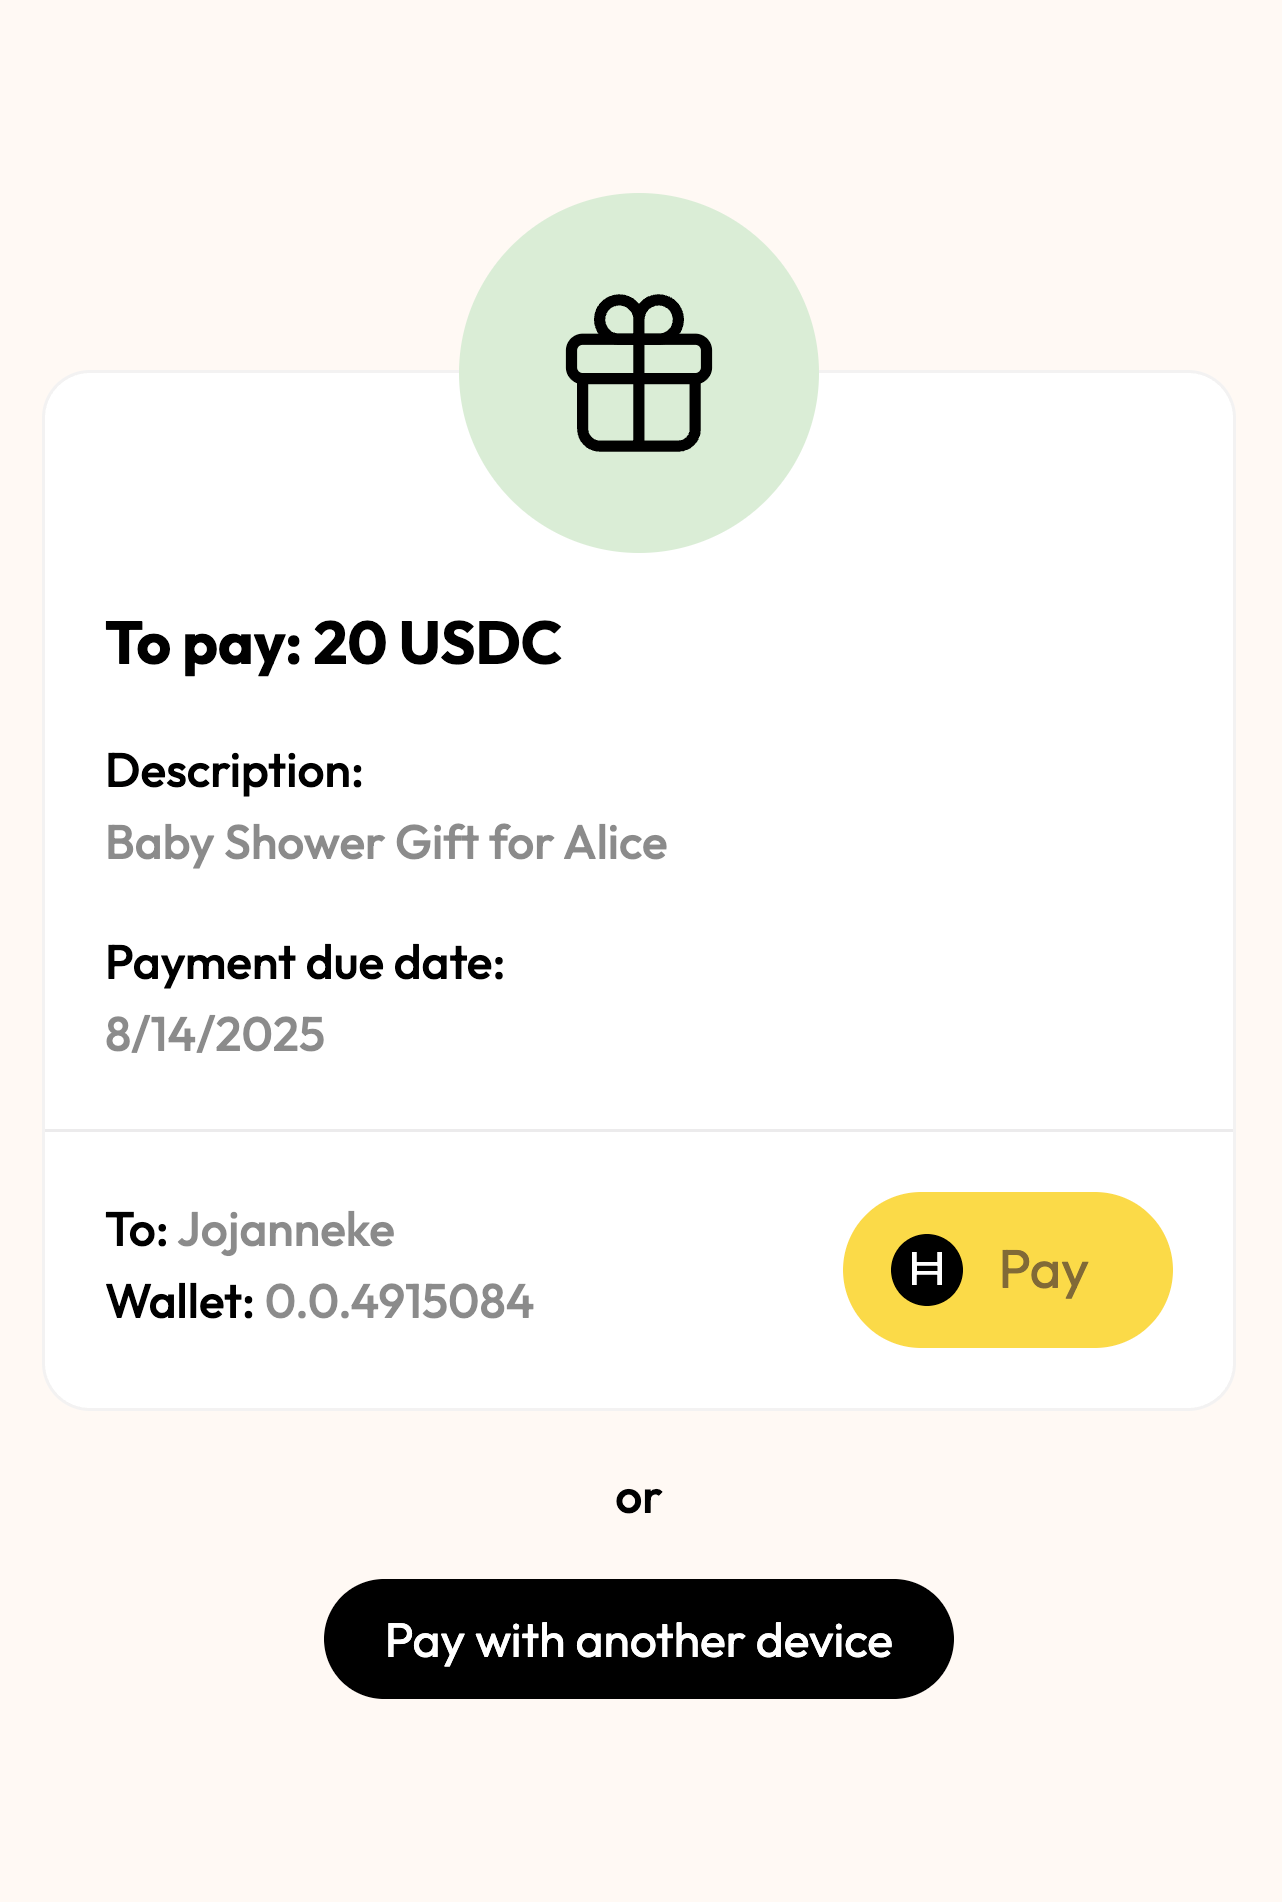 To pay: 20 USDC
Description:
Baby Shower Gift for Alice
Payment due date:
8/14/2025
To: Jojanneke
Wallet: 0.0.4915084
Pay
or
Pay with another device